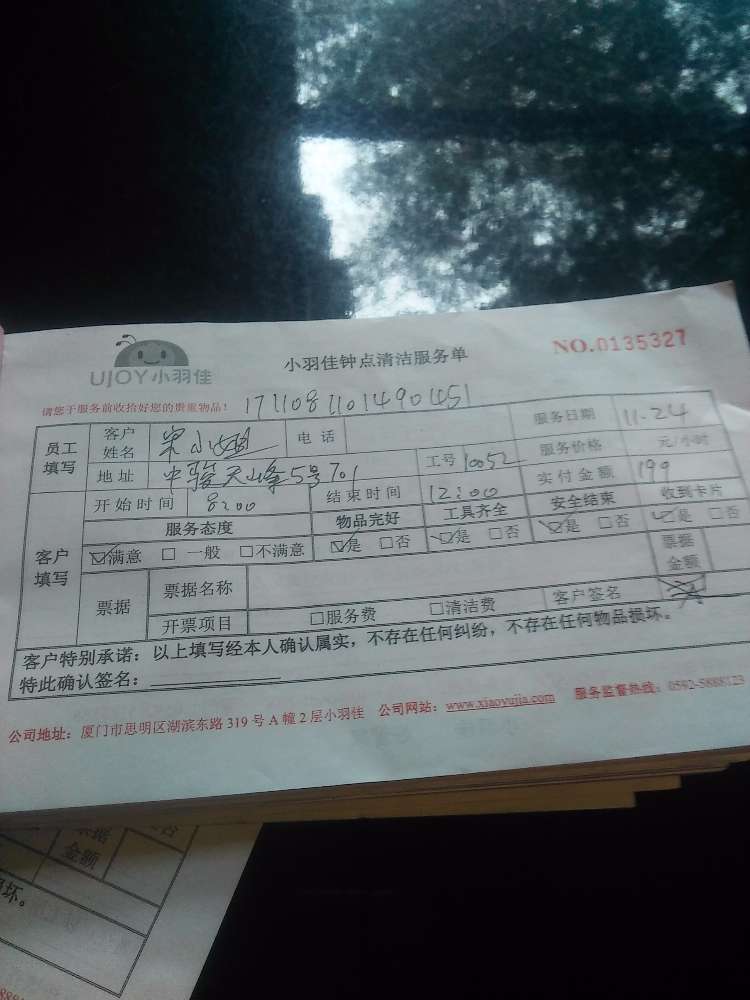 UJOY小羽佳
小羽佳钟点清洁服务单
NO.0135327
请您于服务前收拾好您的贵重物品! 1711081101490451
员工填写 客户姓名 宋小姐 电话 服务日期 11.24
地址 中骏天峰5号701 工号 10052 服务价格 元/小时
客户填写 开始时间 8:00 结束时间 12:00 实付金额 199
服务态度 物品完好 工具齐全 安全结束 收到卡片
☑满意 □一般 □不满意 ☑是 □否 ☑是 □否 ☑是 □否 ☑是 □否
票据 票据名称 票据金额
开票项目 □服务费 □清洁费 客户签名
客户特别承诺:以上填写经本人确认属实,不存在任何纠纷,不存在任何物品损坏。
特此确认签名:
公司地址:厦门市思明区湖滨东路319号A幢2层小羽佳 公司网站:www.xiaoyujia.com 服务监督热线:0592-5888123
票据金额
损坏。